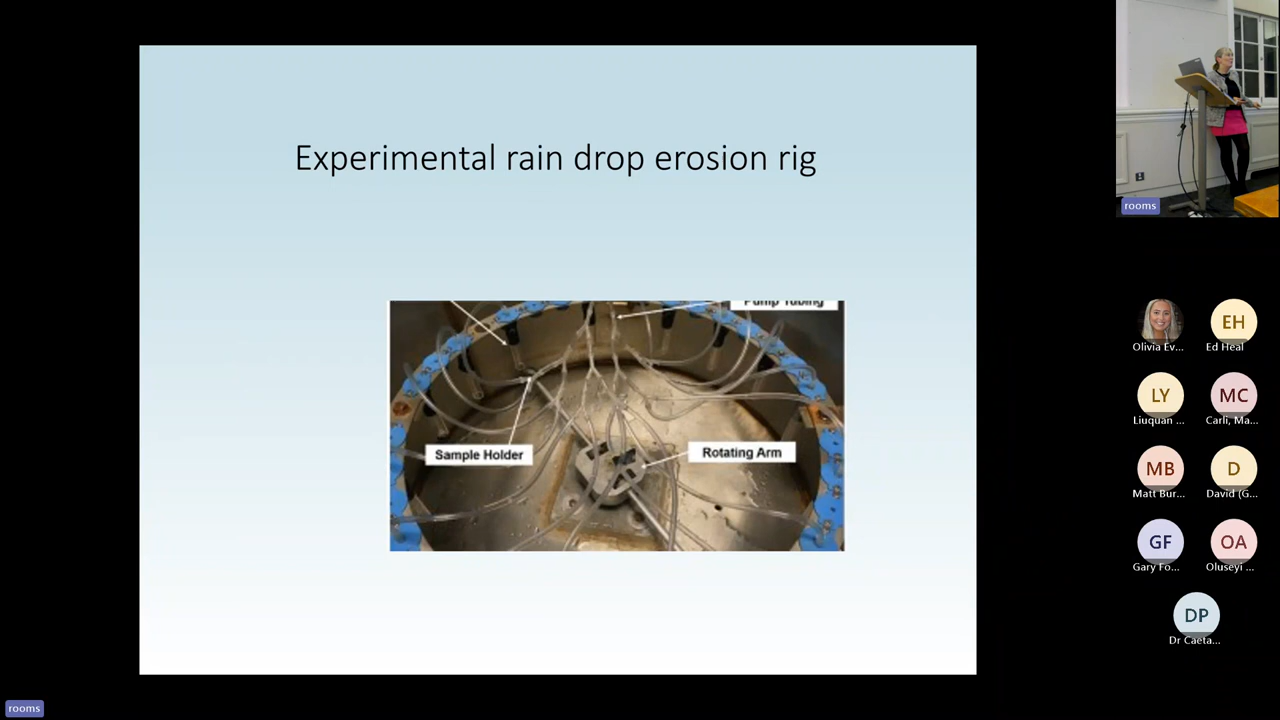 Experimental rain drop erosion rig
Pump Tubing
Sample Holder
Rotating Arm
rooms
Olivia Ev...
EH
Ed Heal
LY
Liuquan ...
MC
Carli, Ma...
MB
Matt Bur...
D
David (G...
GF
Gary Fo...
OA
Oluseyi ...
DP
Dr Caeta...
rooms